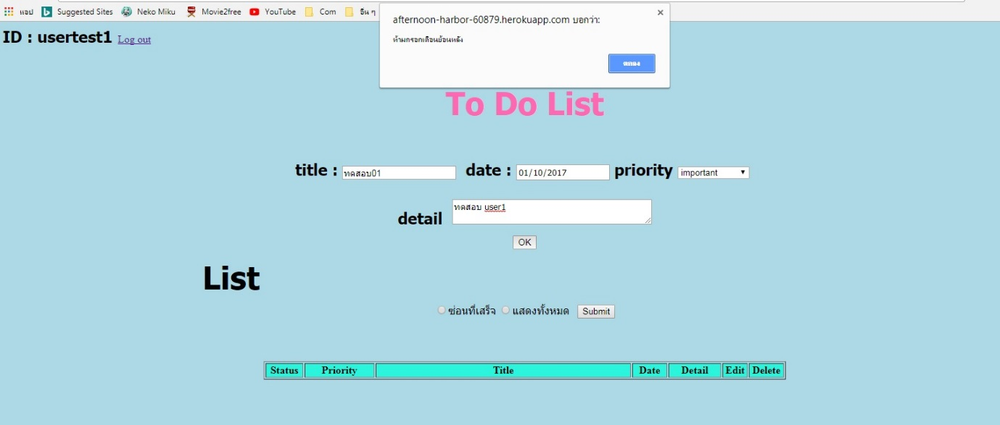 แอป Suggested Sites Neko Miku Movie2free YouTube Com อื่น ๆ
afternoon-harbor-60879.herokuapp.com บอกว่า:
ห้ามกรอกเดือนย้อนหลัง
ตกลง
ID : usertest1 Log out
To Do List
title : ทดสอบ01 date : 01/10/2017 priority important
detail ทดสอบ user1
OK
List
ซ่อนที่เสร็จ แสดงทั้งหมด Submit
Status Priority Title Date Detail Edit Delete